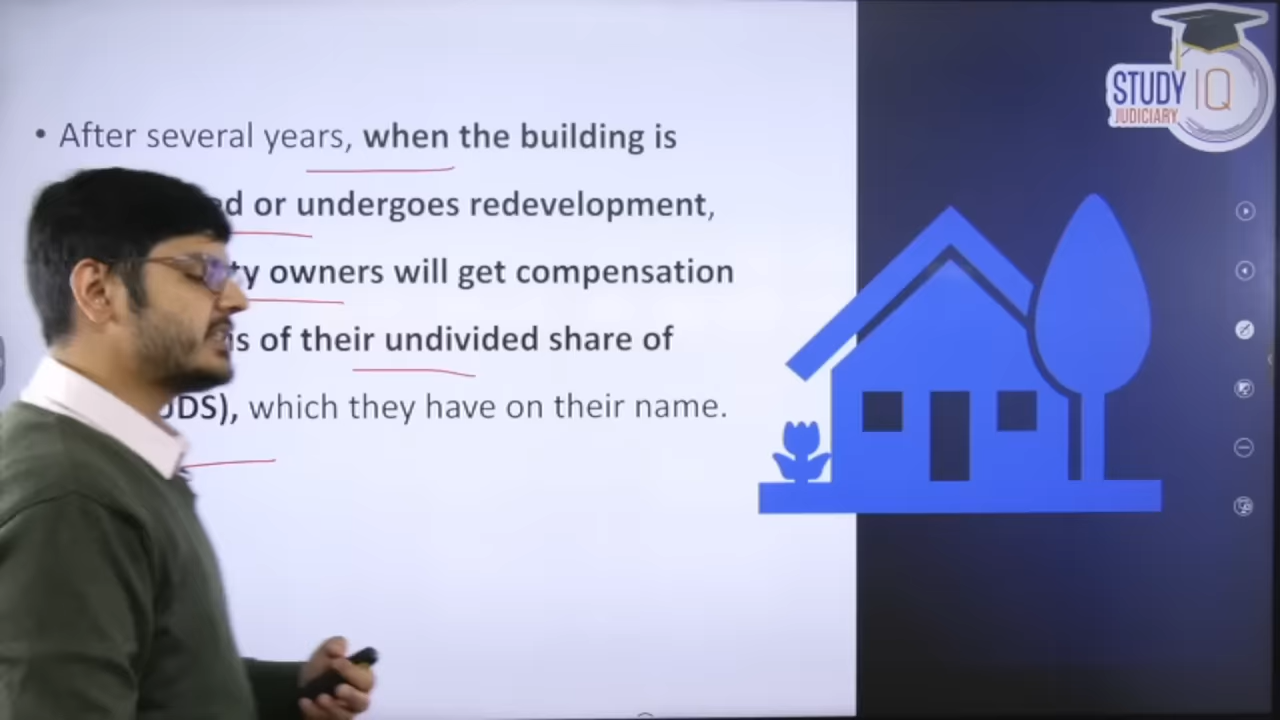 • After several years, when the building is
or undergoes redevelopment,
owners will get compensation
of their undivided share of
which they have on their name.
STUDY IQ
JUDICIARY